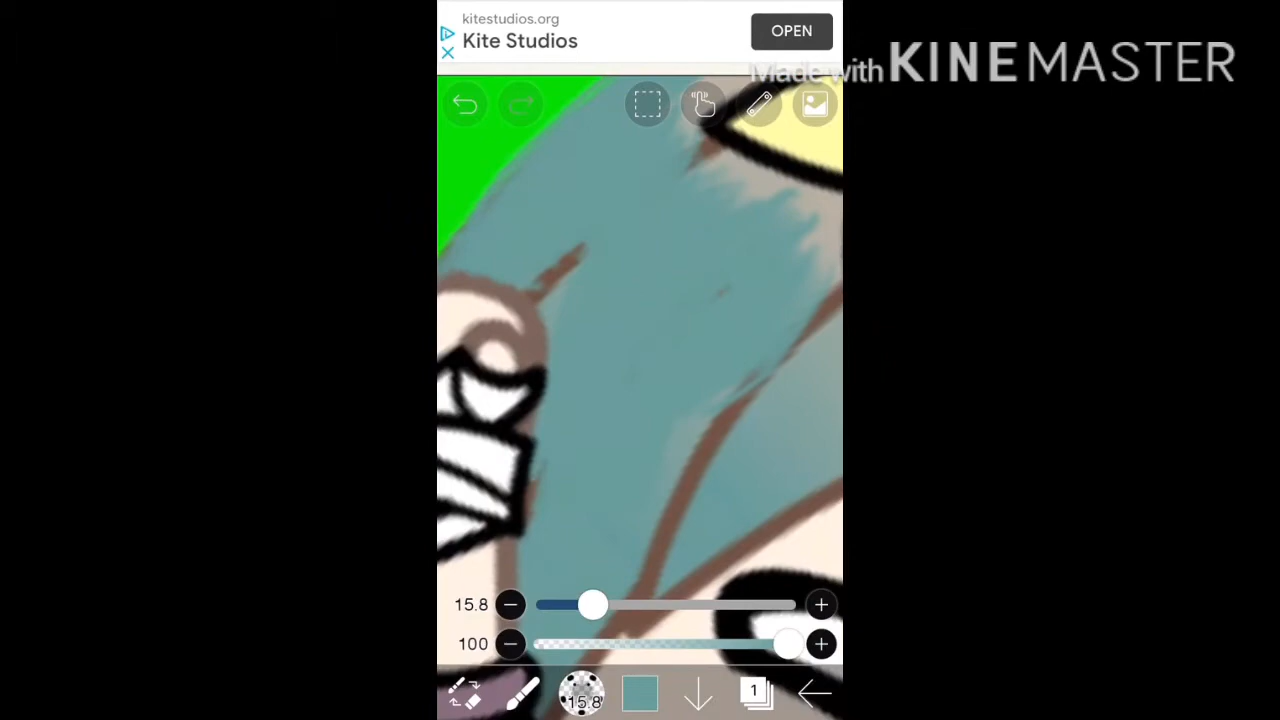 kitestudios.org
Kite Studios
OPEN
Made with KINEMASTER
15.8
100
15.8
1